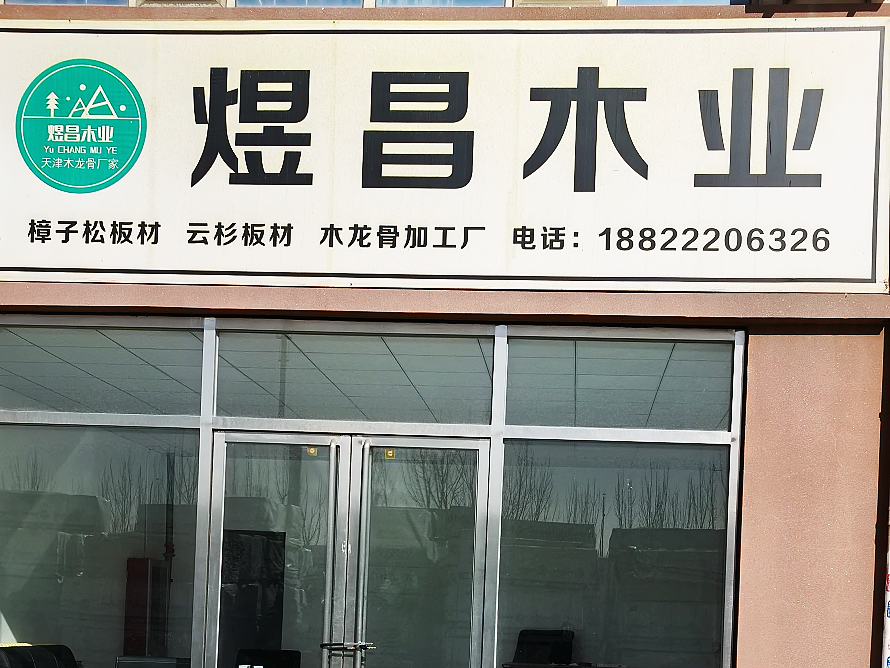 煜昌木业
煜昌木业
Yu CHANG MU YE
天津木龙骨厂家
樟子松板材 云杉板材 木龙骨加工厂 电话：18822206326